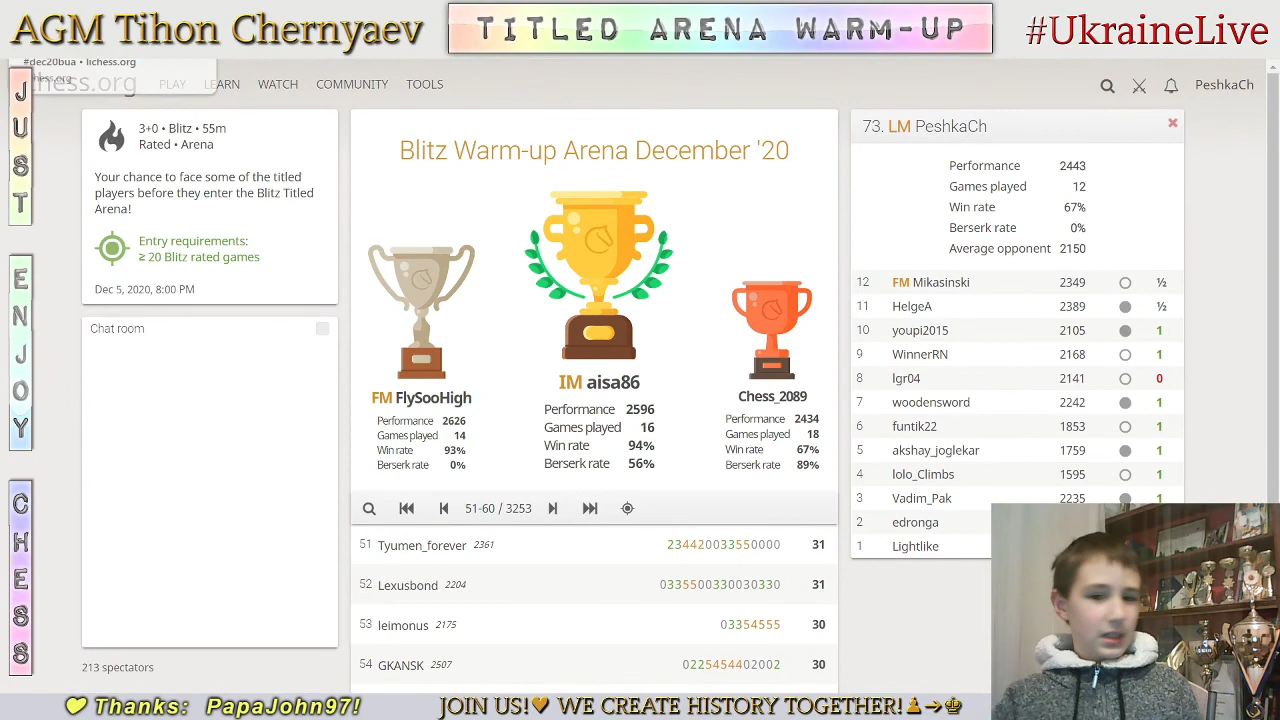 AGM Tihon Chernyaev
TITLED ARENA WARM-UP
#UkraineLive
#dec20bua • lichess.org
lichess.org
chess.org
PLAY LEARN WATCH COMMUNITY TOOLS
PeshkaCh
JUST
ENJOY
CHESS
3+0 • Blitz • 55m
Rated • Arena
Your chance to face some of the titled
players before they enter the Blitz Titled
Arena!
Entry requirements:
≥ 20 Blitz rated games
Dec 5, 2020, 8:00 PM
Chat room
213 spectators
Blitz Warm-up Arena December '20
FM FlySooHigh
Performance 2626
Games played 14
Win rate 93%
Berserk rate 0%
IM aisa86
Performance 2596
Games played 16
Win rate 94%
Berserk rate 56%
Chess_2089
Performance 2434
Games played 18
Win rate 67%
Berserk rate 89%
51-60 / 3253
51 Tyumen_forever 2361 234420033550000 31
52 Lexusbond 2204 0335500330030330 31
53 leimonus 2175 03354555 30
54 GKANSK 2507 0225454402002 30
73. LM PeshkaCh
Performance 2443
Games played 12
Win rate 67%
Berserk rate 0%
Average opponent 2150
12 FM Mikasinski 2349 ½
11 HelgeA 2389 ½
10 youpi2015 2105 1
9 WinnerRN 2168 1
8 lgr04 2141 0
7 woodensword 2242 1
6 funtik22 1853 1
5 akshay_joglekar 1759 1
4 lolo_Climbs 1595 1
3 Vadim_Pak 2235 1
2 edronga
1 Lightlike
Thanks: PapaJohn97!
JOIN US! WE CREATE HISTORY TOGETHER!